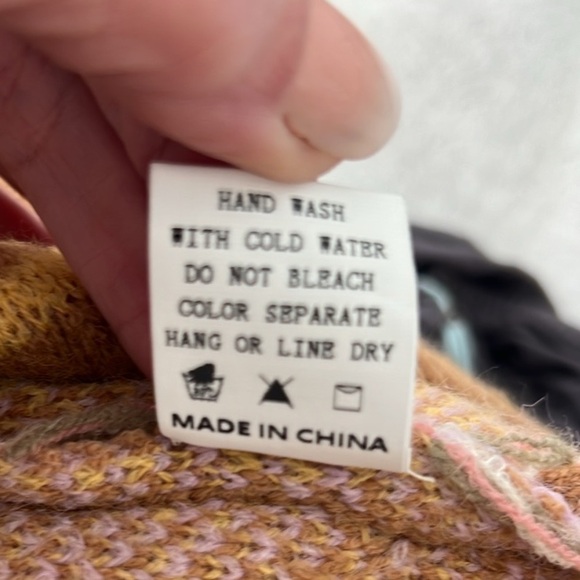 HAND WASH
WITH COLD WATER
DO NOT BLEACH
COLOR SEPARATE
HANG OR LINE DRY
MADE IN CHINA